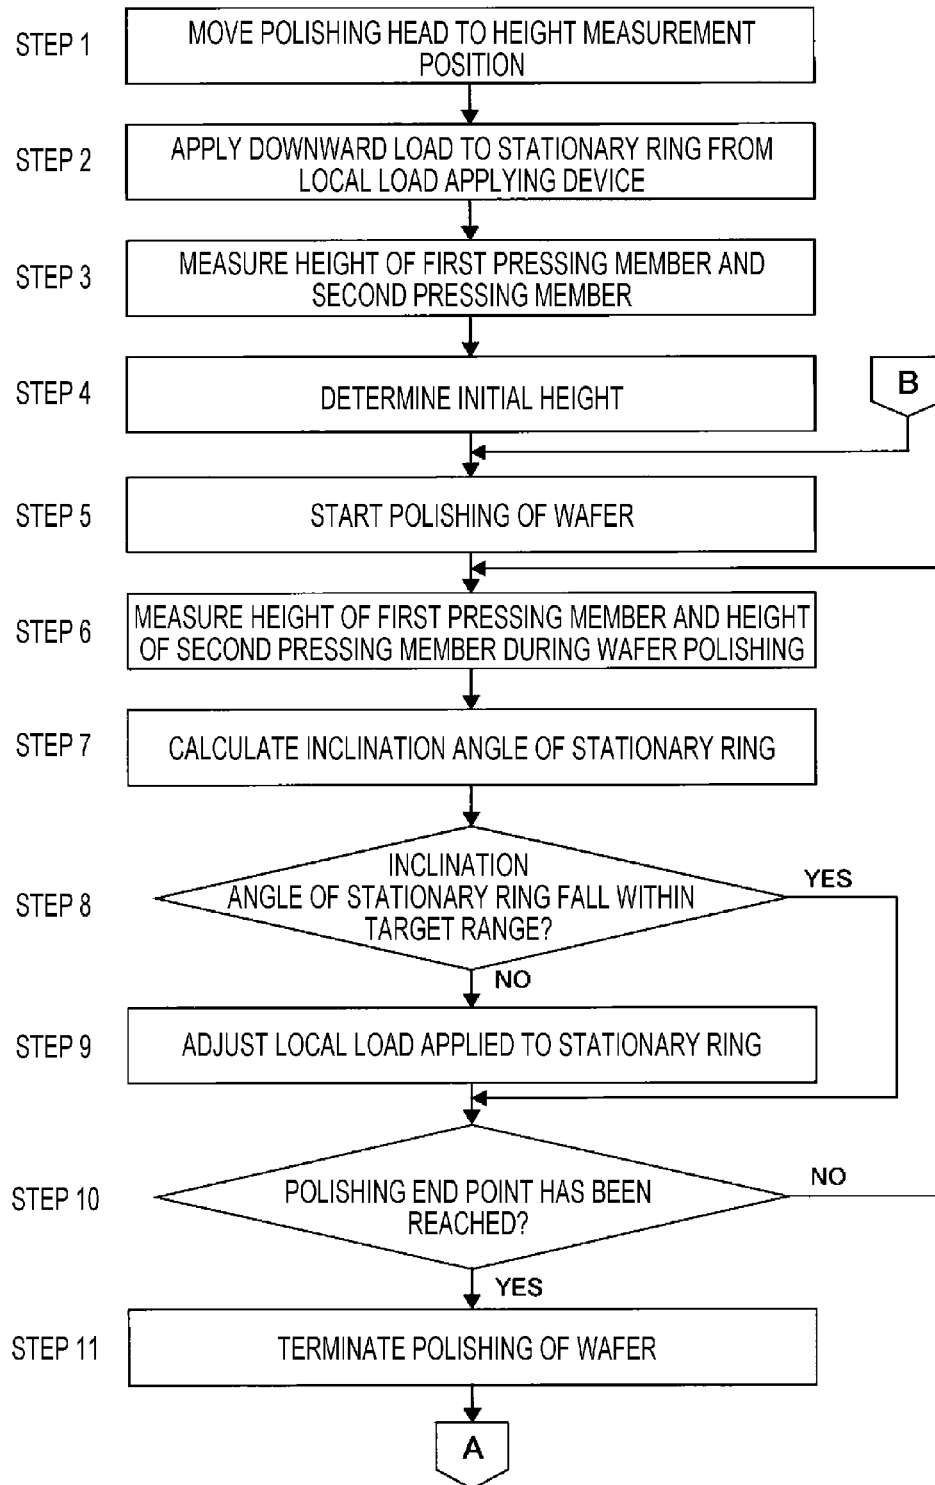 STEP 1
MOVE POLISHING HEAD TO HEIGHT MEASUREMENT
POSITION
STEP 2
APPLY DOWNWARD LOAD TO STATIONARY RING FROM
LOCAL LOAD APPLYING DEVICE
STEP 3
MEASURE HEIGHT OF FIRST PRESSING MEMBER AND
SECOND PRESSING MEMBER
STEP 4
DETERMINE INITIAL HEIGHT
B
STEP 5
START POLISHING OF WAFER
STEP 6
MEASURE HEIGHT OF FIRST PRESSING MEMBER AND HEIGHT
OF SECOND PRESSING MEMBER DURING WAFER POLISHING
STEP 7
CALCULATE INCLINATION ANGLE OF STATIONARY RING
STEP 8
INCLINATION
ANGLE OF STATIONARY RING FALL WITHIN
TARGET RANGE?
YES
NO
STEP 9
ADJUST LOCAL LOAD APPLIED TO STATIONARY RING
STEP 10
POLISHING END POINT HAS BEEN
REACHED?
NO
YES
STEP 11
TERMINATE POLISHING OF WAFER
A